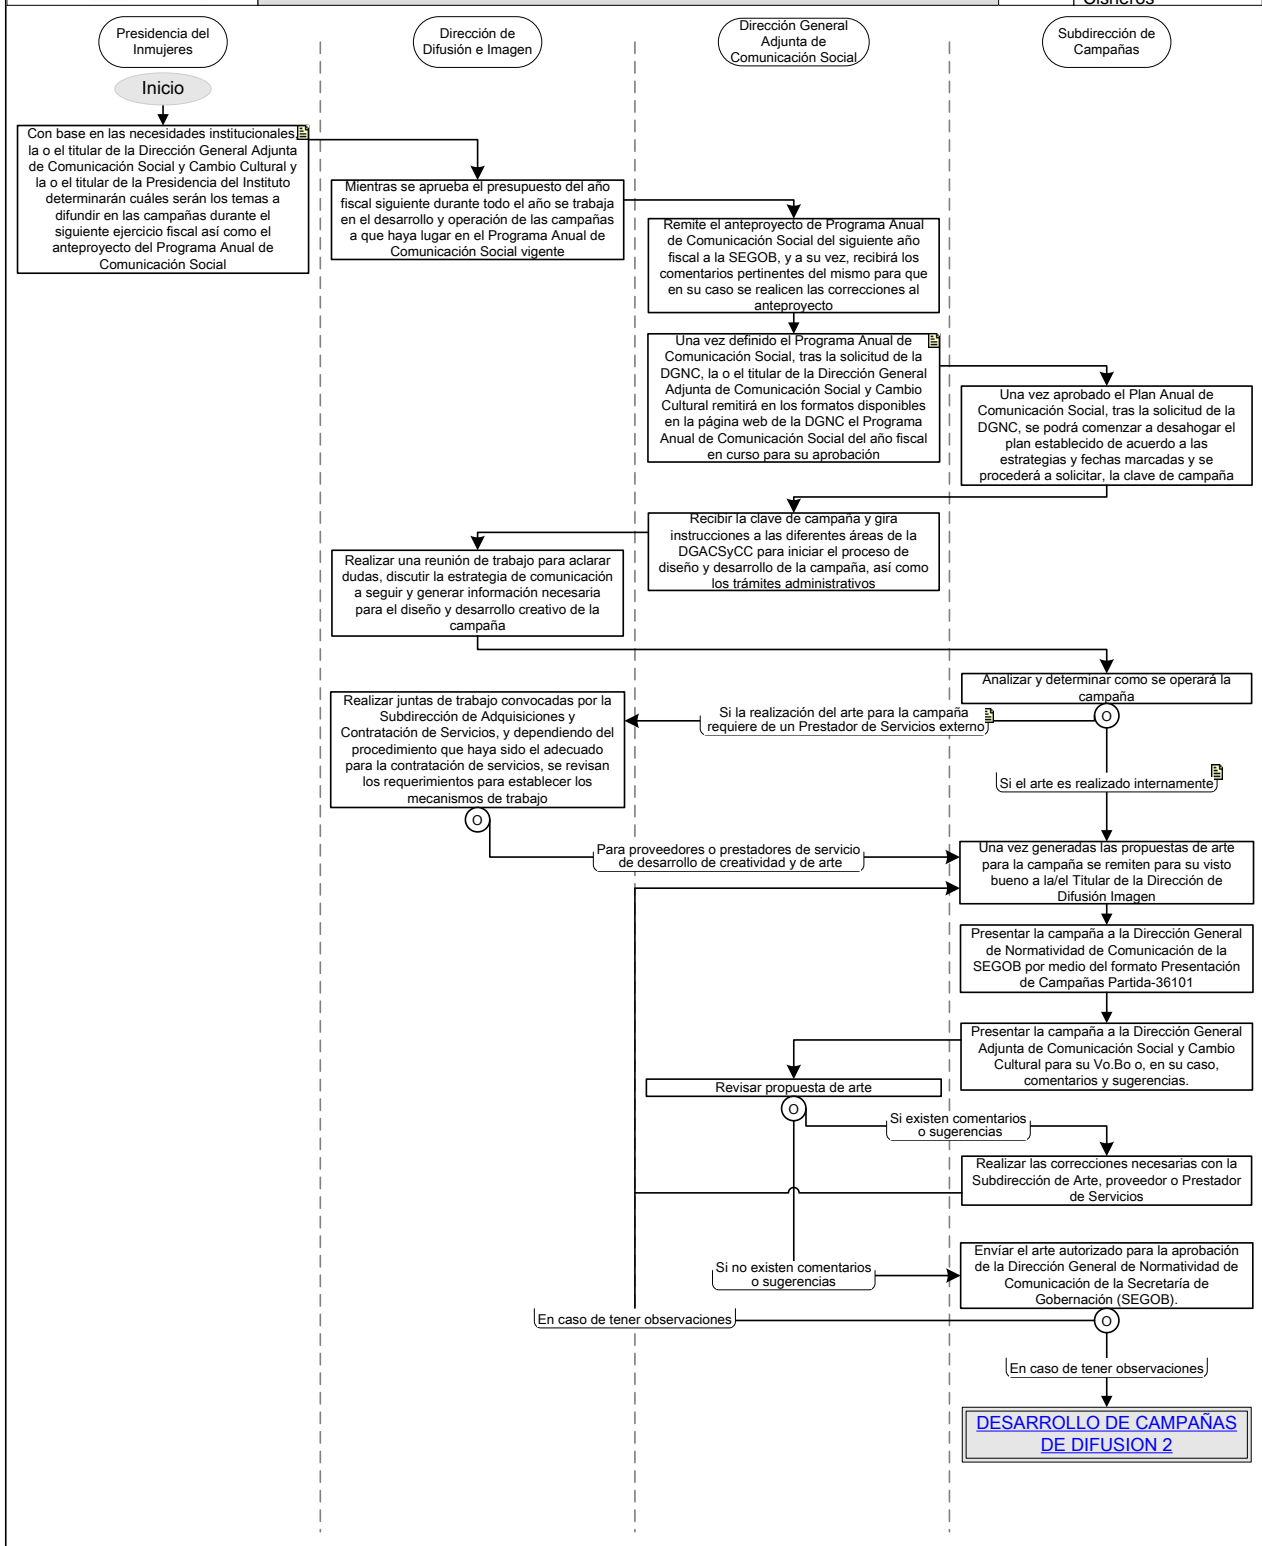 Cisneros
Presidencia del
Inmujeres
Dirección de
Difusión e Imagen
Dirección General
Adjunta de
Comunicación Social
Subdirección de
Campañas
Inicio
Con base en las necesidades institucionales,
la o el titular de la Dirección General Adjunta
de Comunicación Social y Cambio Cultural y
la o el titular de la Presidencia del Instituto
determinarán cuáles serán los temas a
difundir en las campañas durante el
siguiente ejercicio fiscal así como el
anteproyecto del Programa Anual de
Comunicación Social
Mientras se aprueba el presupuesto del año
fiscal siguiente durante todo el año se trabaja
en el desarrollo y operación de las campañas
a que haya lugar en el Programa Anual de
Comunicación Social vigente
Remite el anteproyecto de Programa Anual
de Comunicación Social del siguiente año
fiscal a la SEGOB, y a su vez, recibirá los
comentarios pertinentes del mismo para que
en su caso se realicen las correcciones al
anteproyecto
Una vez definido el Programa Anual de
Comunicación Social, tras la solicitud de la
DGNC, la o el titular de la Dirección General
Adjunta de Comunicación Social y Cambio
Cultural remitirá en los formatos disponibles
en la página web de la DGNC el Programa
Anual de Comunicación Social del año fiscal
en curso para su aprobación
Una vez aprobado el Plan Anual de
Comunicación Social, tras la solicitud de la
DGNC, se podrá comenzar a desahogar el
plan establecido de acuerdo a las
estrategias y fechas marcadas y se
procederá a solicitar, la clave de campaña
Recibir la clave de campaña y gira
instrucciones a las diferentes áreas de la
DGACSyCC para iniciar el proceso de
diseño y desarrollo de la campaña, así como
los trámites administrativos
Realizar una reunión de trabajo para aclarar
dudas, discutir la estrategia de comunicación
a seguir y generar información necesaria
para el diseño y desarrollo creativo de la
campaña
Analizar y determinar como se operará la
campaña
O
Si la realización del arte para la campaña
requiere de un Prestador de Servicios externo
Si el arte es realizado internamente
Realizar juntas de trabajo convocadas por la
Subdirección de Adquisiciones y
Contratación de Servicios, y dependiendo del
procedimiento que haya sido el adecuado
para la contratación de servicios, se revisan
los requerimientos para establecer los
mecanismos de trabajo
O
Para proveedores o prestadores de servicio
de desarrollo de creatividad y de arte
Una vez generadas las propuestas de arte
para la campaña se remiten para su visto
bueno a la/el Titular de la Dirección de
Difusión Imagen
Presentar la campaña a la Dirección General
de Normatividad de Comunicación de la
SEGOB por medio del formato Presentación
de Campañas Partida-36101
Presentar la campaña a la Dirección General
Adjunta de Comunicación Social y Cambio
Cultural para su Vo.Bo o, en su caso,
comentarios y sugerencias.
Revisar propuesta de arte
O
Si existen comentarios
o sugerencias
Realizar las correcciones necesarias con la
Subdirección de Arte, proveedor o Prestador
de Servicios
Si no existen comentarios
o sugerencias
Envíar el arte autorizado para la aprobación
de la Dirección General de Normatividad de
Comunicación de la Secretaría de
Gobernación (SEGOB).
O
En caso de tener observaciones
En caso de tener observaciones
DESARROLLO DE CAMPAÑAS
DE DIFUSION 2